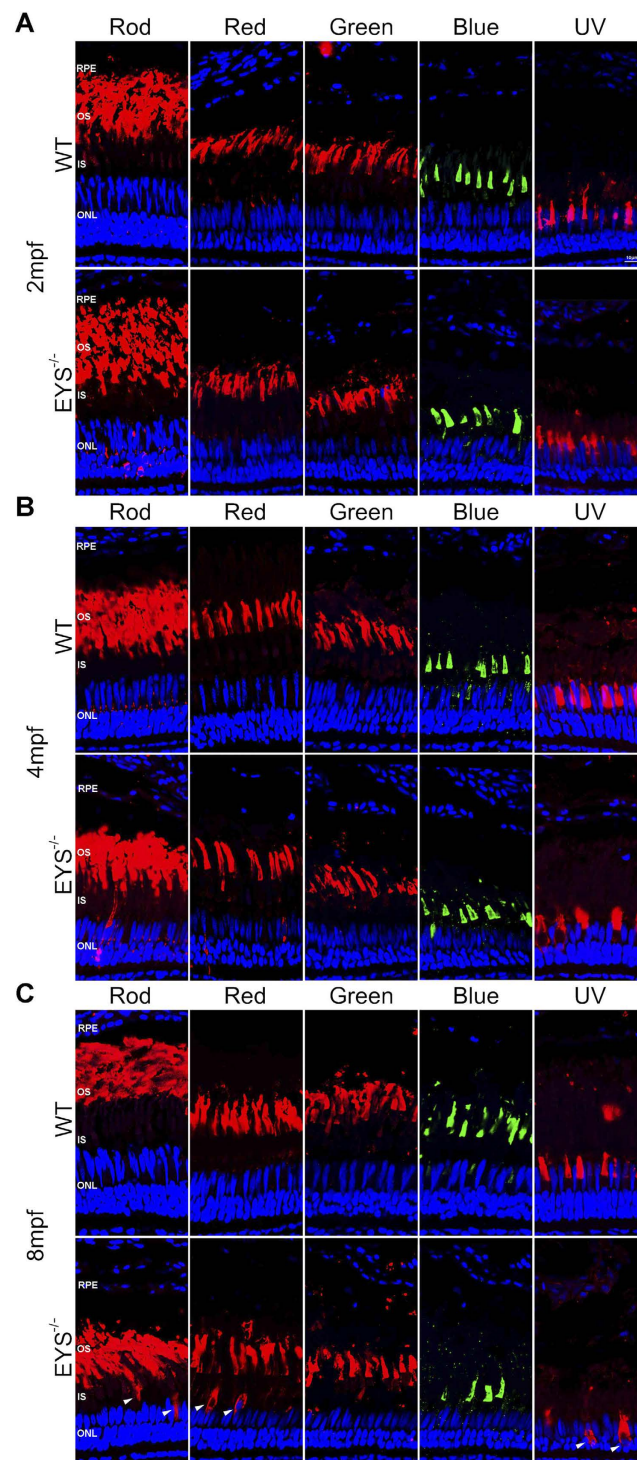 A
Rod Red Green Blue UV
2mpf
WT
RPE
OS
IS
ONL
10μm
EYS-/-
RPE
OS
IS
ONL
B
Rod Red Green Blue UV
4mpf
WT
RPE
OS
IS
ONL
EYS-/-
RPE
OS
IS
ONL
C
Rod Red Green Blue UV
8mpf
WT
RPE
OS
IS
ONL
EYS-/-
RPE
OS
IS
ONL